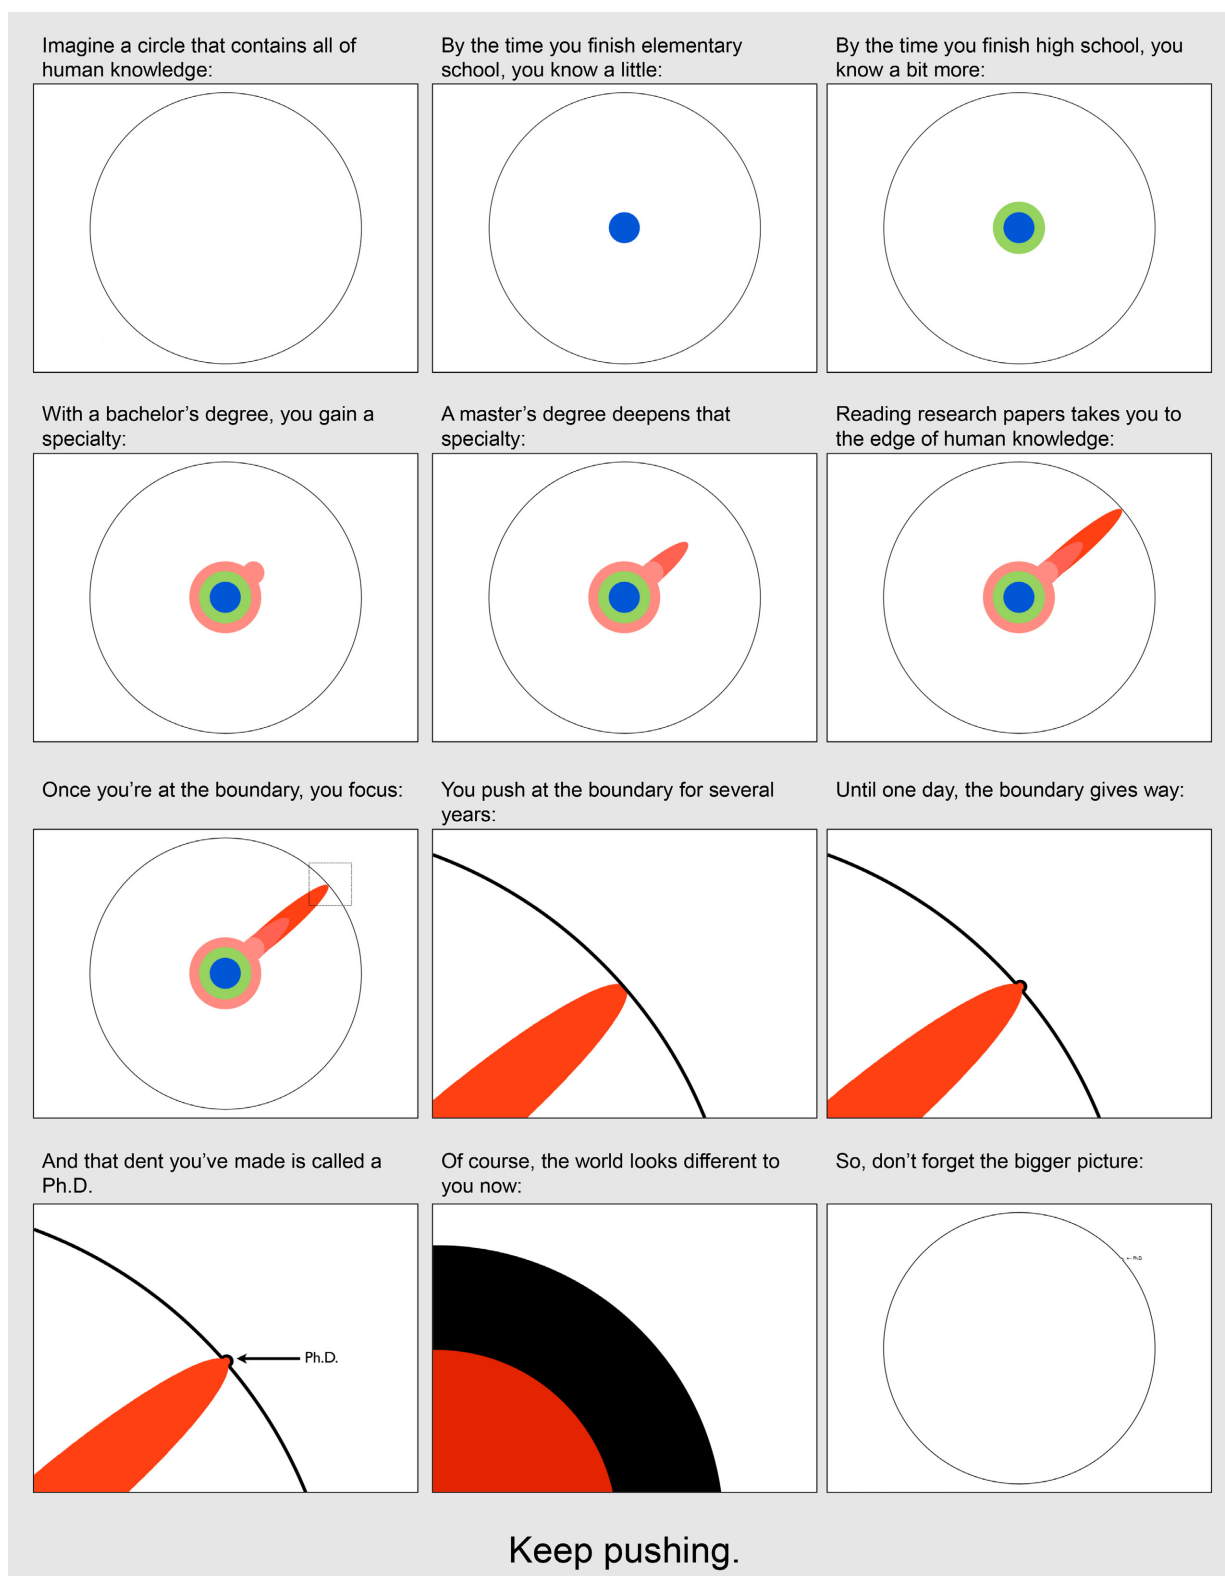 Imagine a circle that contains all of
human knowledge:
By the time you finish elementary
school, you know a little:
By the time you finish high school, you
know a bit more:
With a bachelor’s degree, you gain a
specialty:
A master’s degree deepens that
specialty:
Reading research papers takes you to
the edge of human knowledge:
Once you’re at the boundary, you focus:
You push at the boundary for several
years:
Until one day, the boundary gives way:
And that dent you’ve made is called a
Ph.D.
Ph.D.
Of course, the world looks different to
you now:
So, don’t forget the bigger picture:
Ph.D.
Keep pushing.